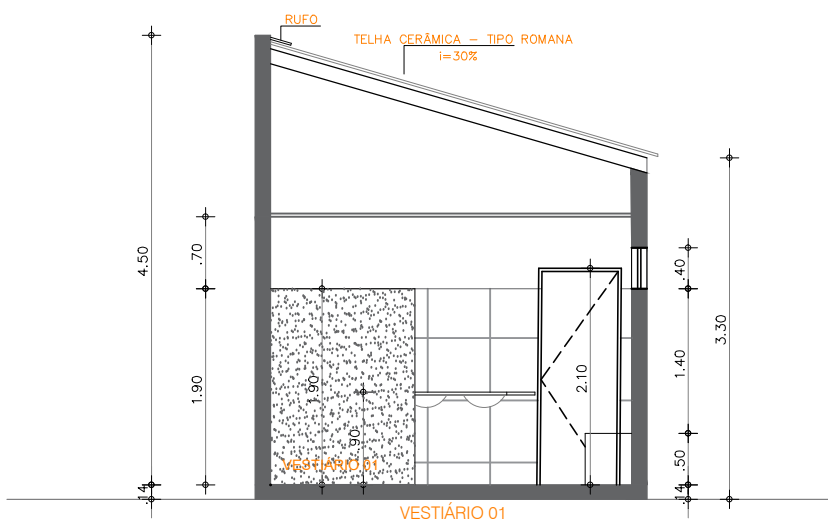 RUFO
TELHA CERÂMICA – TIPO ROMANA
i=30%
4.50
.70
.40
3.30
1.90
1.90
2.10
1.40
.90
.50
VESTIÁRIO 01
.14
.14
VESTIÁRIO 01